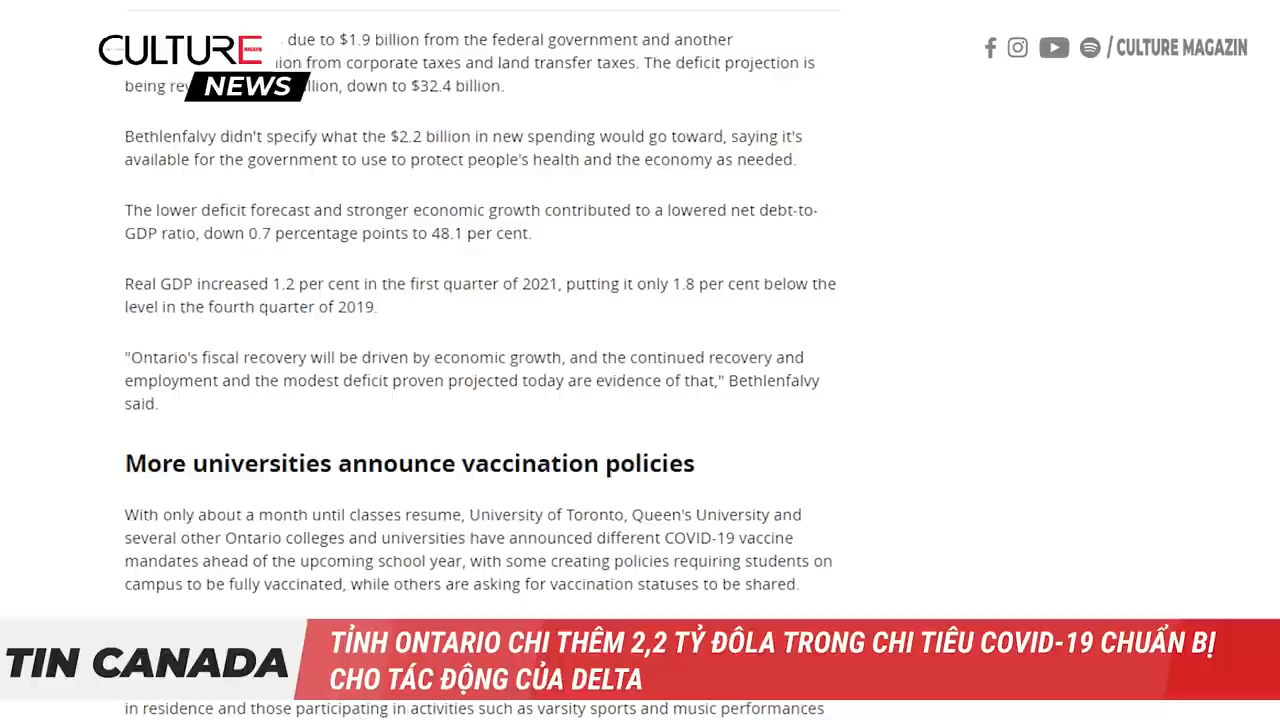 CULTURE
NEWS
/ CULTURE MAGAZIN
due to $1.9 billion from the federal government and another
from corporate taxes and land transfer taxes. The deficit projection is
being down to $32.4 billion.
Bethlenfalvy didn't specify what the $2.2 billion in new spending would go toward, saying it's
available for the government to use to protect people's health and the economy as needed.
The lower deficit forecast and stronger economic growth contributed to a lowered net debt-to-
GDP ratio, down 0.7 percentage points to 48.1 per cent.
Real GDP increased 1.2 per cent in the first quarter of 2021, putting it only 1.8 per cent below the
level in the fourth quarter of 2019.
"Ontario's fiscal recovery will be driven by economic growth, and the continued recovery and
employment and the modest deficit proven projected today are evidence of that," Bethlenfalvy
said.
More universities announce vaccination policies
With only about a month until classes resume, University of Toronto, Queen's University and
several other Ontario colleges and universities have announced different COVID-19 vaccine
mandates ahead of the upcoming school year, with some creating policies requiring students on
campus to be fully vaccinated, while others are asking for vaccination statuses to be shared.
TIN CANADA
TỈNH ONTARIO CHI THÊM 2,2 TỶ ĐÔLA TRONG CHI TIÊU COVID-19 CHUẨN BỊ
CHO TÁC ĐỘNG CỦA DELTA
in residence and those participating in activities such as varsity sports and music performances